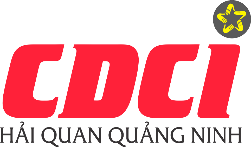 CDCI
HẢI QUAN QUẢNG NINH